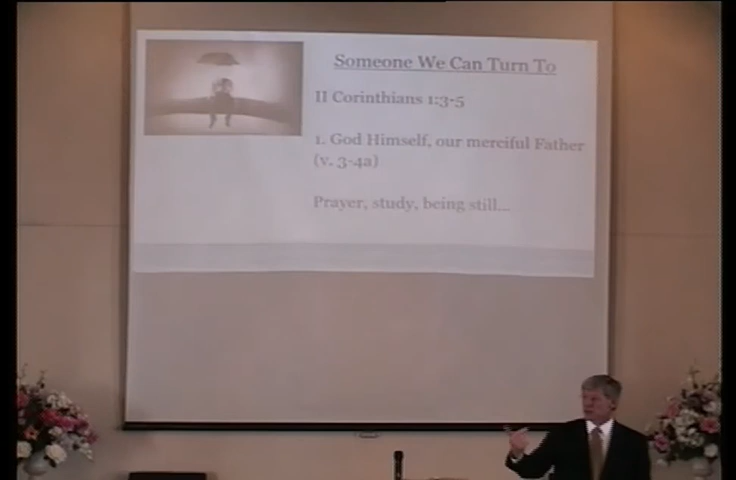 Someone We Can Turn To
II Corinthians 1:3-5
1. God Himself, our merciful Father
(v. 3-4a)
Prayer, study, being still...